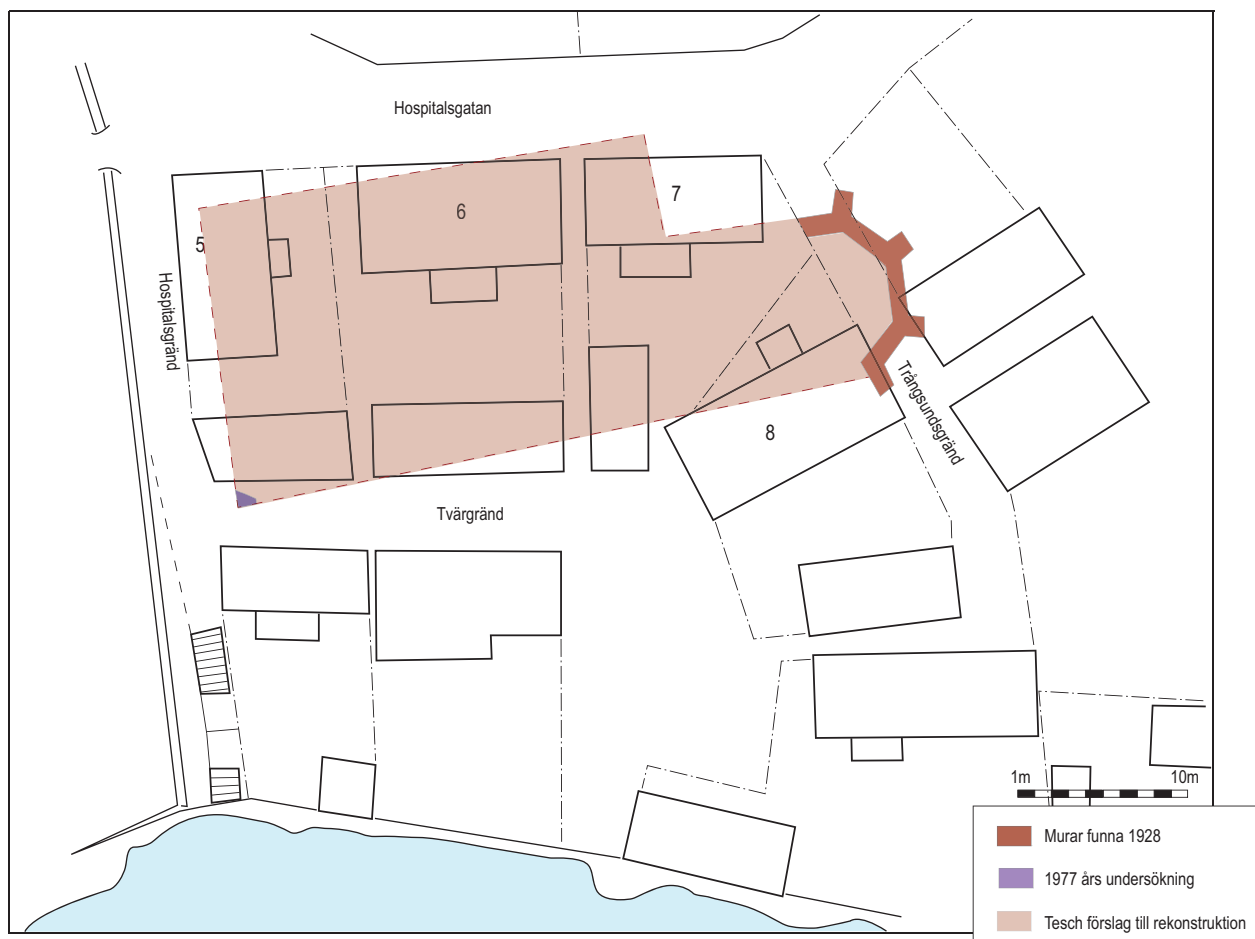 Hospitalsgatan
5
6
7
Hospitalsgränd
Trångsundsgränd
8
Tvärgränd
1m 10m
Murar funna 1928
1977 års undersökning
Tesch förslag till rekonstruktion